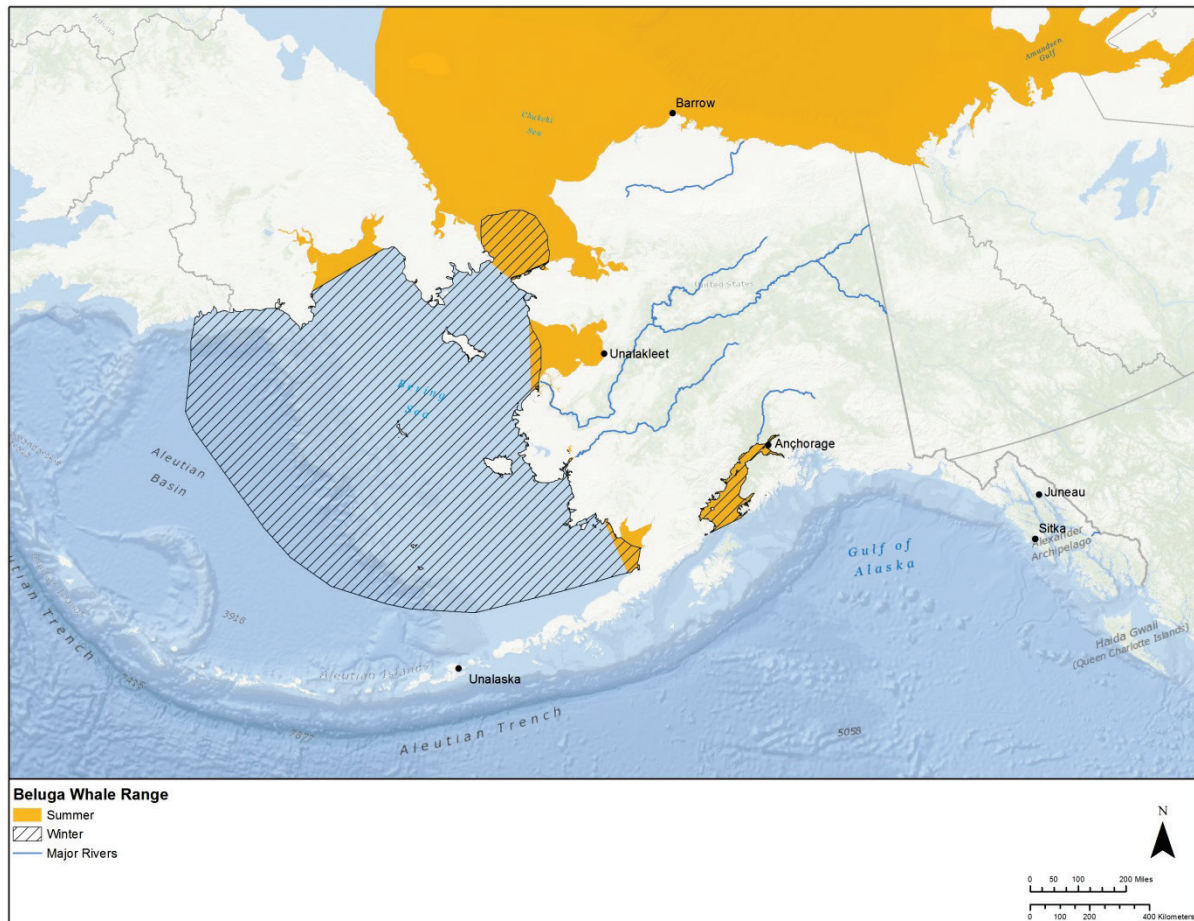 Amundsen
Gulf
Barrow
Chukchi
Sea
United States
Unalakleet
Bering
Sea
Anchorage
Aleutian
Basin
Juneau
Sitka
Alexander
Archipelago
Gulf of
Alaska
3918
Haida Gwaii
(Queen Charlotte Islands)
Aleutian Trench
Aleutian Islands
Unalaska
Aleutian Trench
5058
Beluga Whale Range
Summer
Winter
Major Rivers
N
0 50 100 200 Miles
0 100 200 400 Kilometers